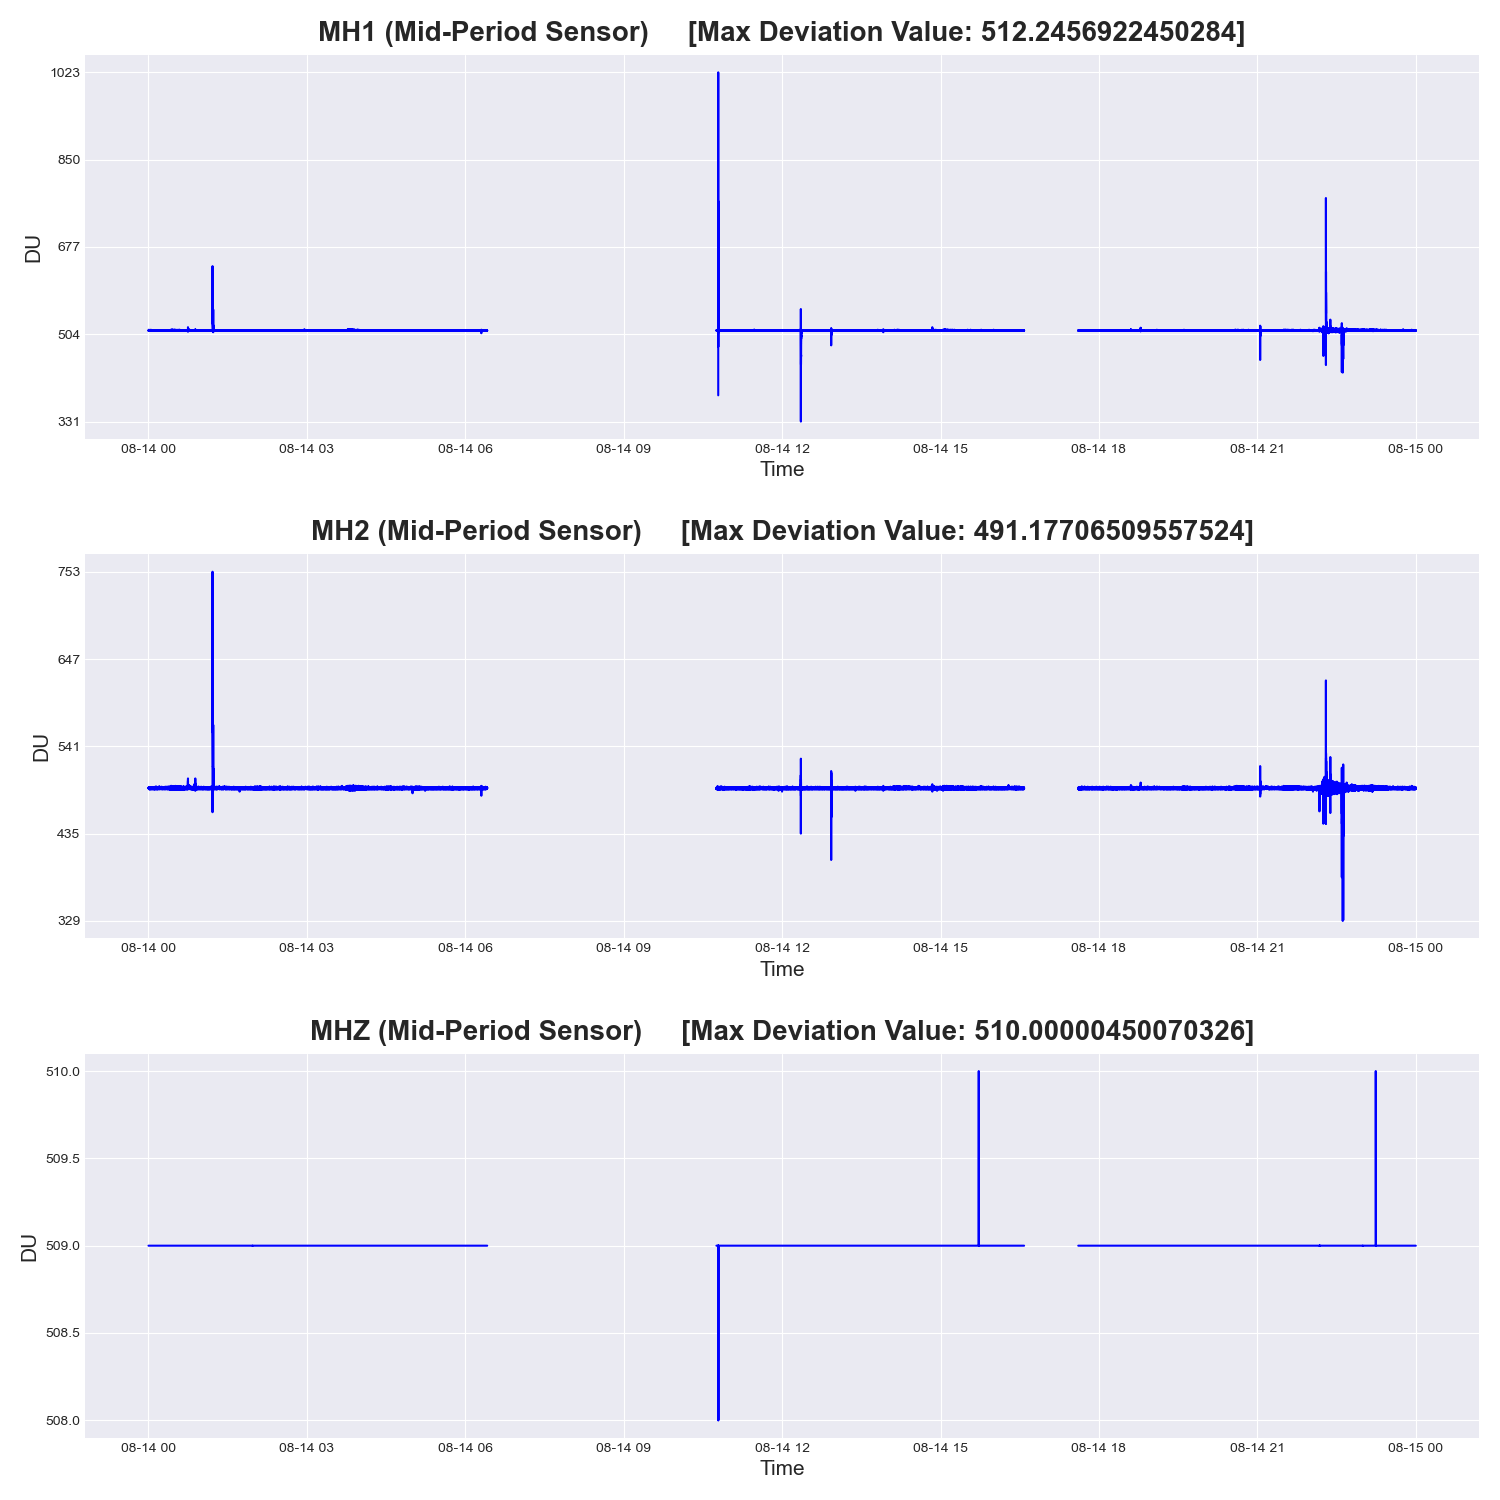 MH1 (Mid-Period Sensor) [Max Deviation Value: 512.2456922450284]
1023
850
677
504
331
DU
08-14 00 08-14 03 08-14 06 08-14 09 08-14 12 08-14 15 08-14 18 08-14 21 08-15 00
Time
MH2 (Mid-Period Sensor) [Max Deviation Value: 491.17706509557524]
753
647
541
435
329
DU
08-14 00 08-14 03 08-14 06 08-14 09 08-14 12 08-14 15 08-14 18 08-14 21 08-15 00
Time
MHZ (Mid-Period Sensor) [Max Deviation Value: 510.00000450070326]
510.0
509.5
509.0
508.5
508.0
DU
08-14 00 08-14 03 08-14 06 08-14 09 08-14 12 08-14 15 08-14 18 08-14 21 08-15 00
Time